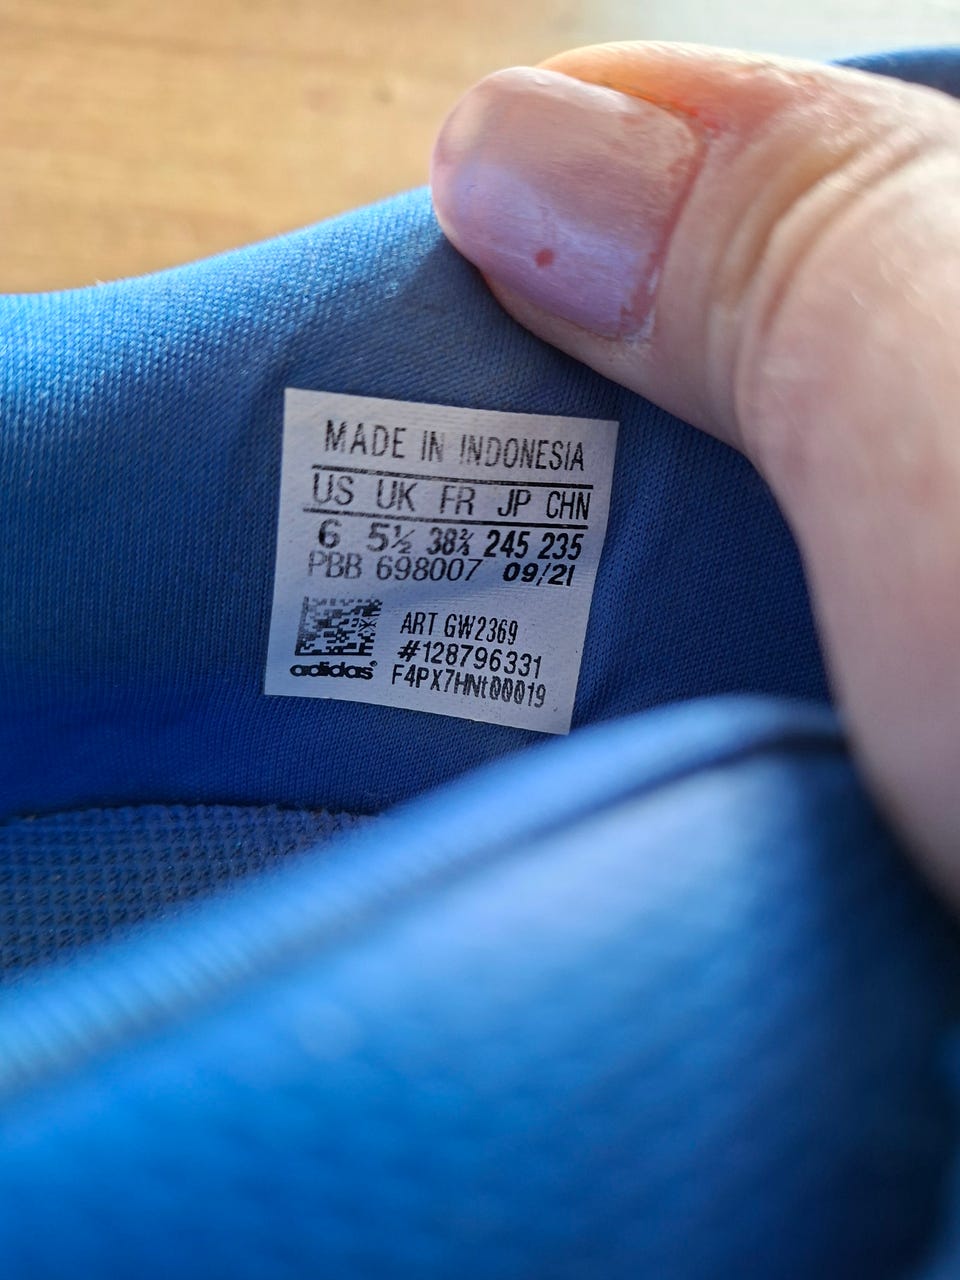 MADE IN INDONESIA
US UK FR JP CHN
6 5½ 38⅔ 245 235
PBB 698007 09/21
ART GW2369
#128796331
adidas® F4PX7HNt00019